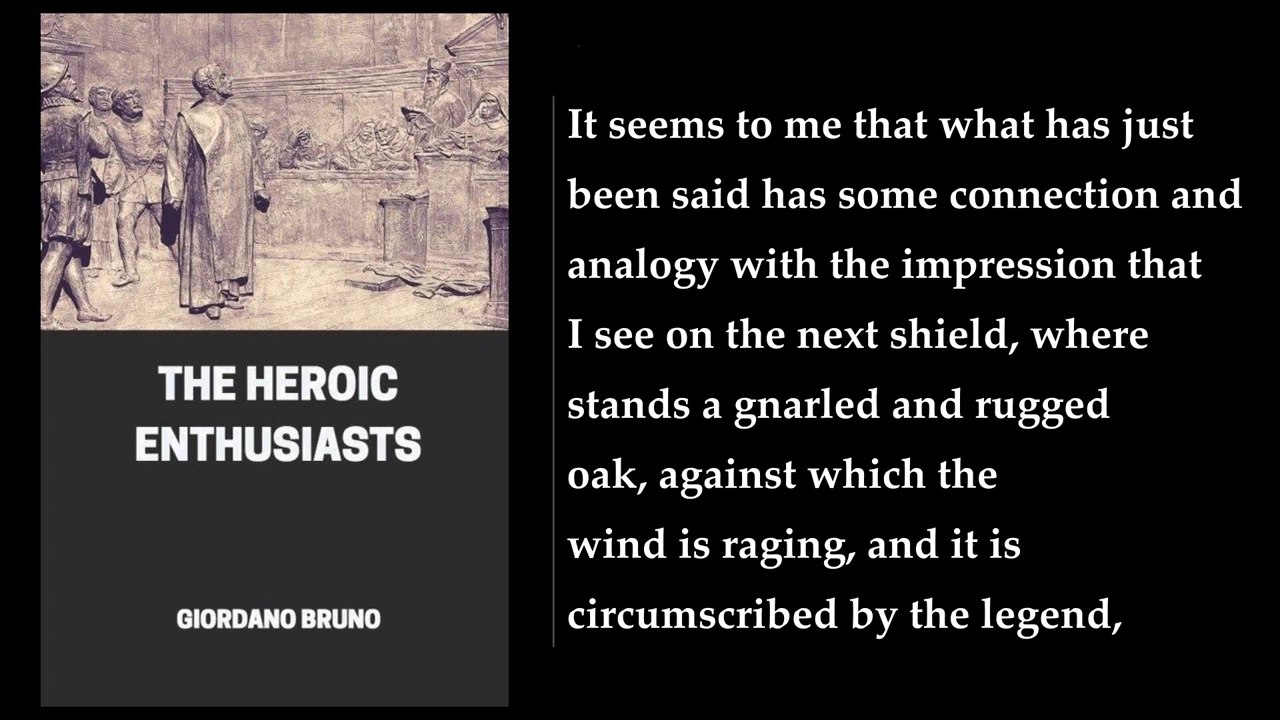 THE HEROIC
ENTHUSIASTS
GIORDANO BRUNO
It seems to me that what has just
been said has some connection and
analogy with the impression that
I see on the next shield, where
stands a gnarled and rugged
oak, against which the
wind is raging, and it is
circumscribed by the legend,